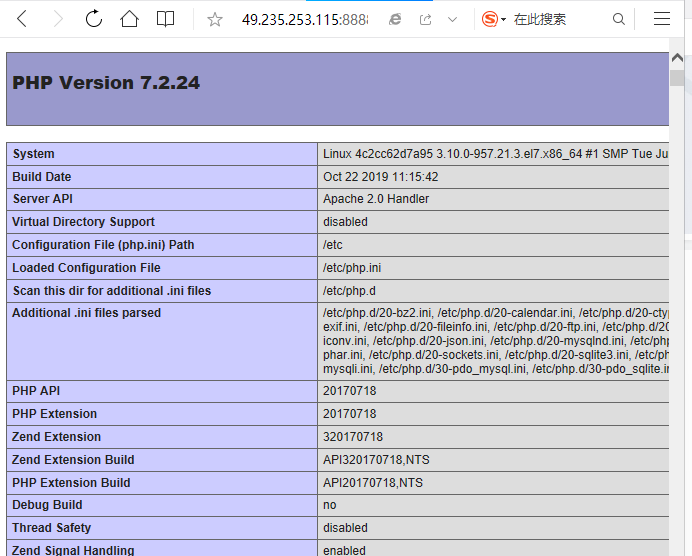 49.235.253.115:8888
在此搜索
PHP Version 7.2.24
System Linux 4c2cc62d7a95 3.10.0-957.21.3.el7.x86_64 #1 SMP Tue Ju
Build Date Oct 22 2019 11:15:42
Server API Apache 2.0 Handler
Virtual Directory Support disabled
Configuration File (php.ini) Path /etc
Loaded Configuration File /etc/php.ini
Scan this dir for additional .ini files /etc/php.d
Additional .ini files parsed /etc/php.d/20-bz2.ini, /etc/php.d/20-calendar.ini, /etc/php.d/20-cty
exif.ini, /etc/php.d/20-fileinfo.ini, /etc/php.d/20-ftp.ini, /etc/php.d/20
iconv.ini, /etc/php.d/20-json.ini, /etc/php.d/20-mysqlnd.ini, /etc/php.
phar.ini, /etc/php.d/20-sockets.ini, /etc/php.d/20-sqlite3.ini, /etc/ph
mysqli.ini, /etc/php.d/30-pdo_mysql.ini, /etc/php.d/30-pdo_sqlite.in
PHP API 20170718
PHP Extension 20170718
Zend Extension 320170718
Zend Extension Build API320170718,NTS
PHP Extension Build API20170718,NTS
Debug Build no
Thread Safety disabled
Zend Signal Handling enabled